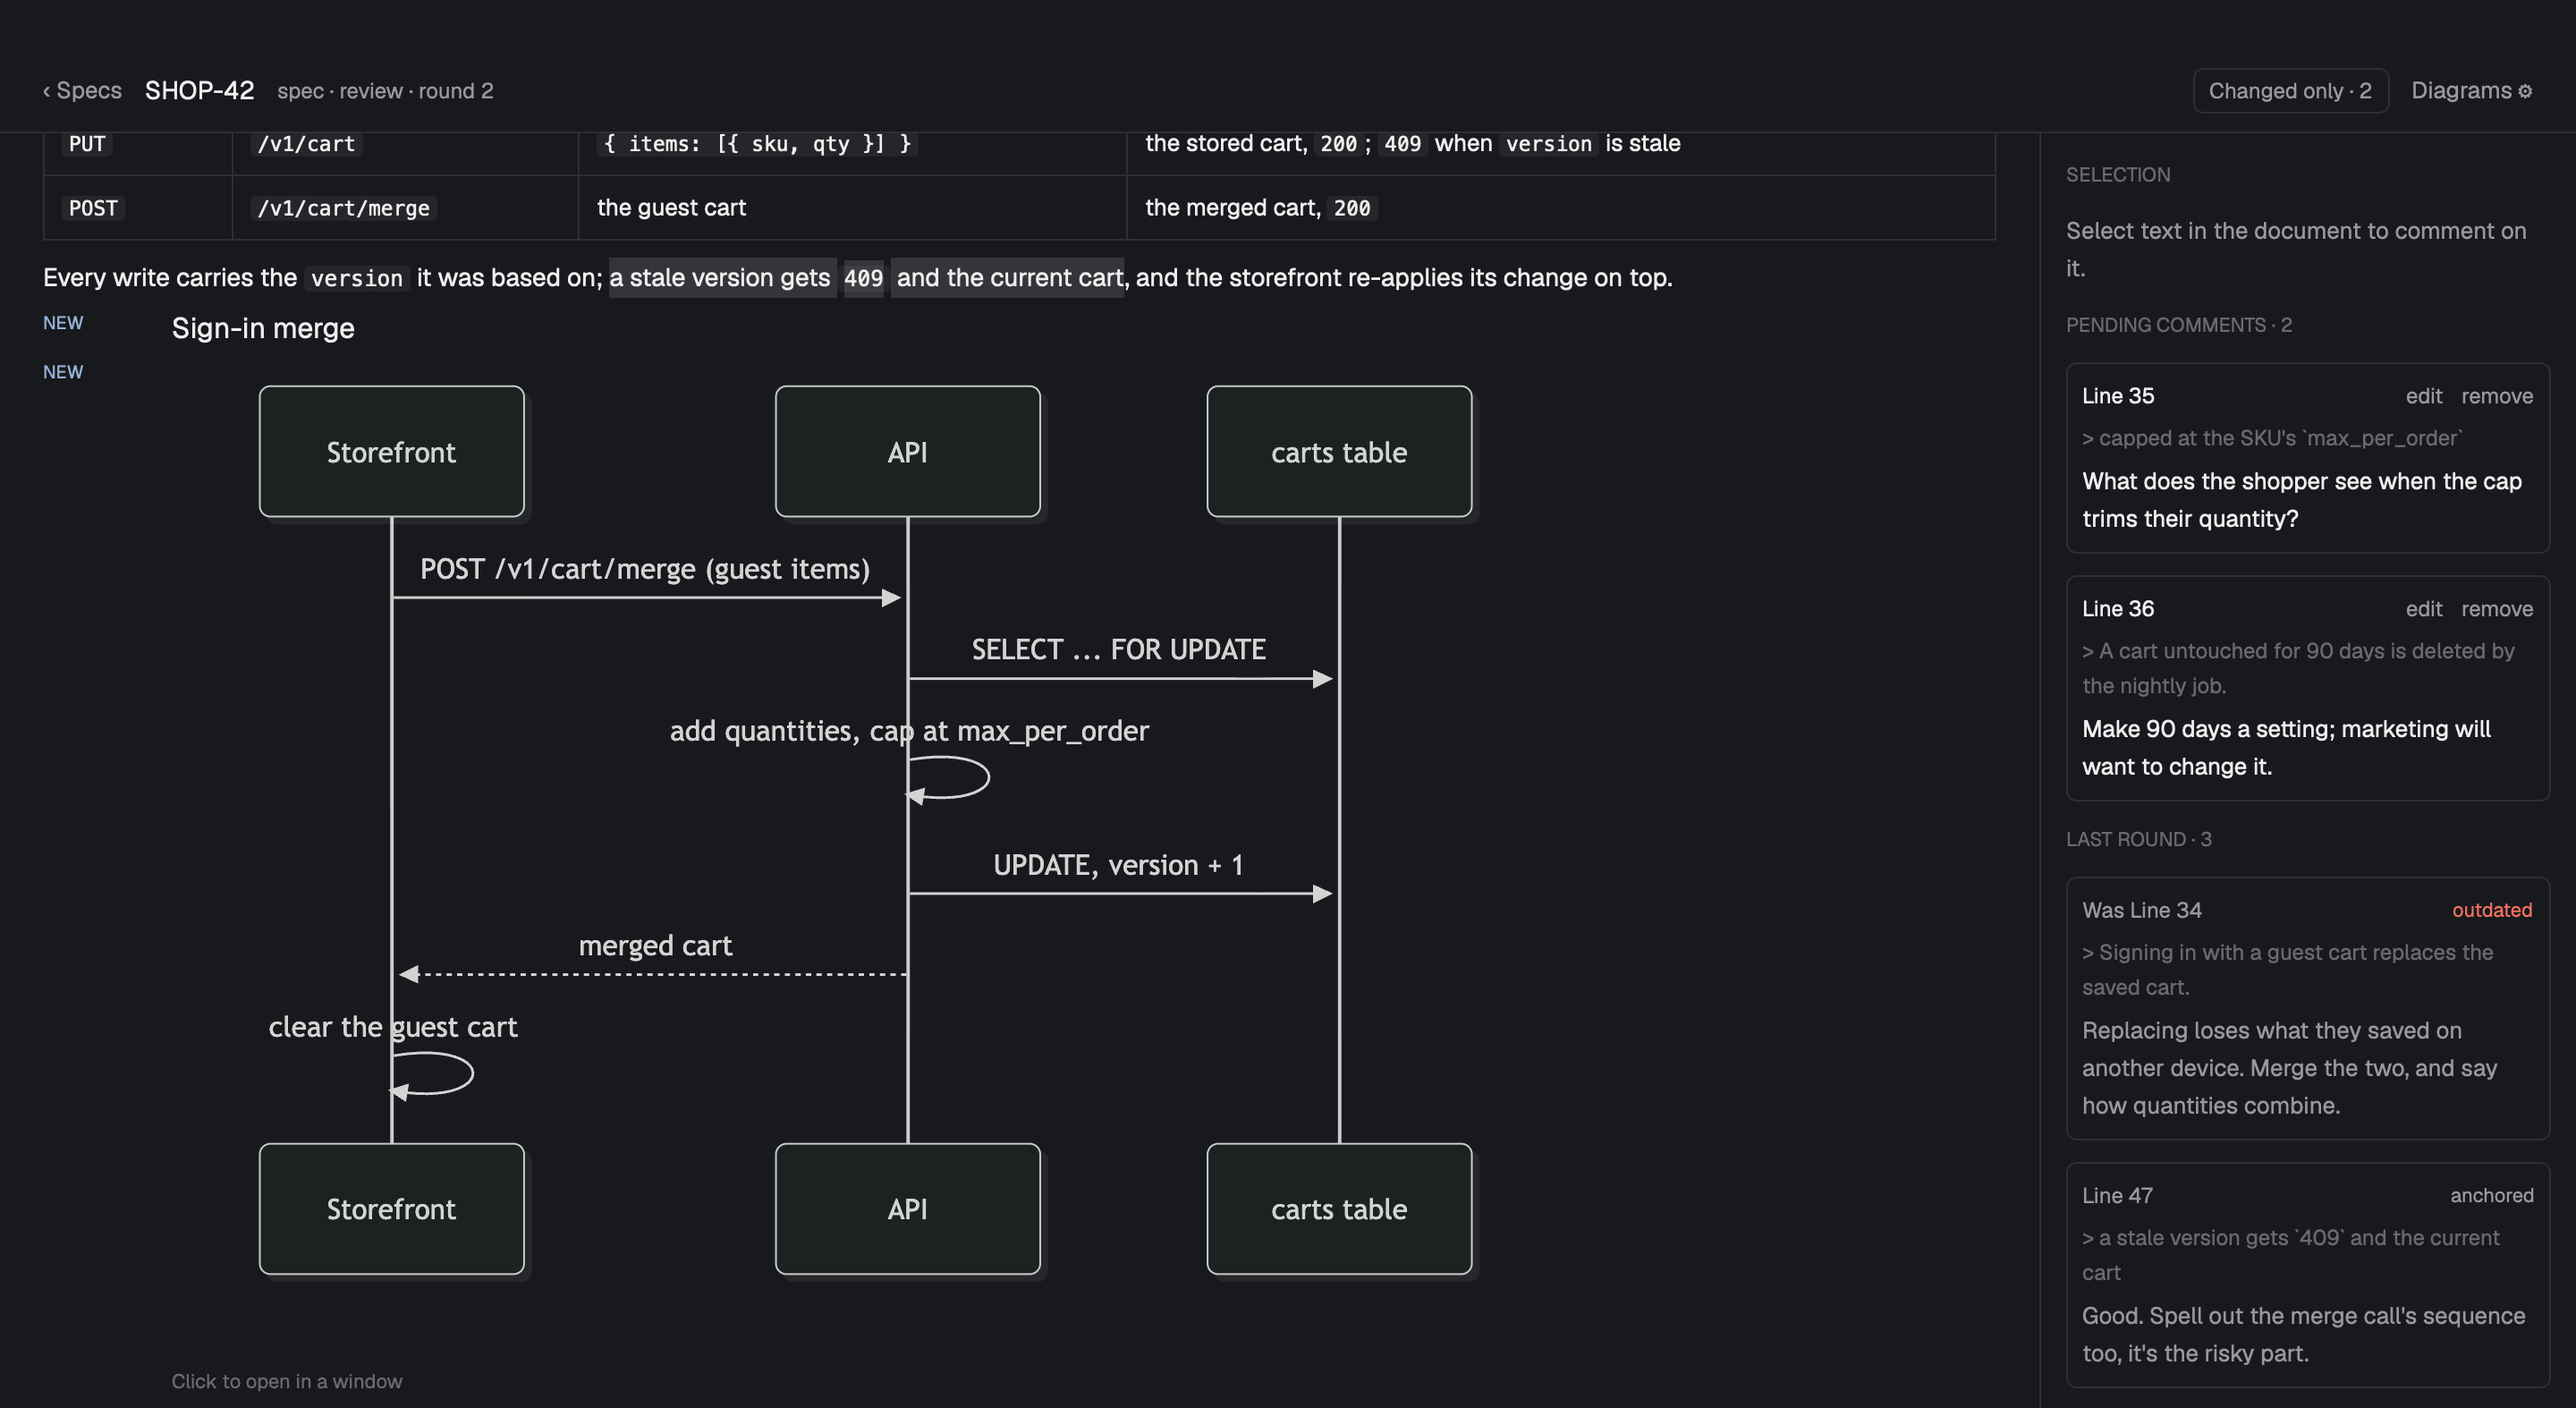 ‹ Specs SHOP-42 spec · review · round 2 Changed only · 2 Diagrams ⚙
PUT /v1/cart { items: [{ sku, qty }] } the stored cart, 200 ; 409 when version is stale
POST /v1/cart/merge the guest cart the merged cart, 200
Every write carries the version it was based on; a stale version gets 409 and the current cart, and the storefront re-applies its change on top.
NEW Sign-in merge
NEW
Storefront API carts table
POST /v1/cart/merge (guest items)
SELECT ... FOR UPDATE
add quantities, cap at max_per_order
UPDATE, version + 1
merged cart
clear the guest cart
Storefront API carts table
Click to open in a window
SELECTION
Select text in the document to comment on
it.
PENDING COMMENTS · 2
Line 35 edit remove
> capped at the SKU's `max_per_order`
What does the shopper see when the cap
trims their quantity?
Line 36 edit remove
> A cart untouched for 90 days is deleted by
the nightly job.
Make 90 days a setting; marketing will
want to change it.
LAST ROUND · 3
Was Line 34 outdated
> Signing in with a guest cart replaces the
saved cart.
Replacing loses what they saved on
another device. Merge the two, and say
how quantities combine.
Line 47 anchored
> a stale version gets `409` and the current
cart
Good. Spell out the merge call's sequence
too, it's the risky part.